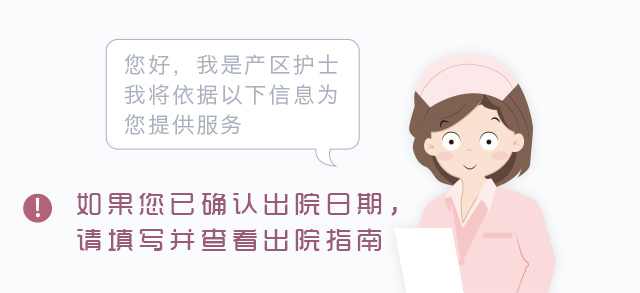 您好，我是产区护士
我将依据以下信息为
您提供服务
如果您已确认出院日期，
请填写并查看出院指南